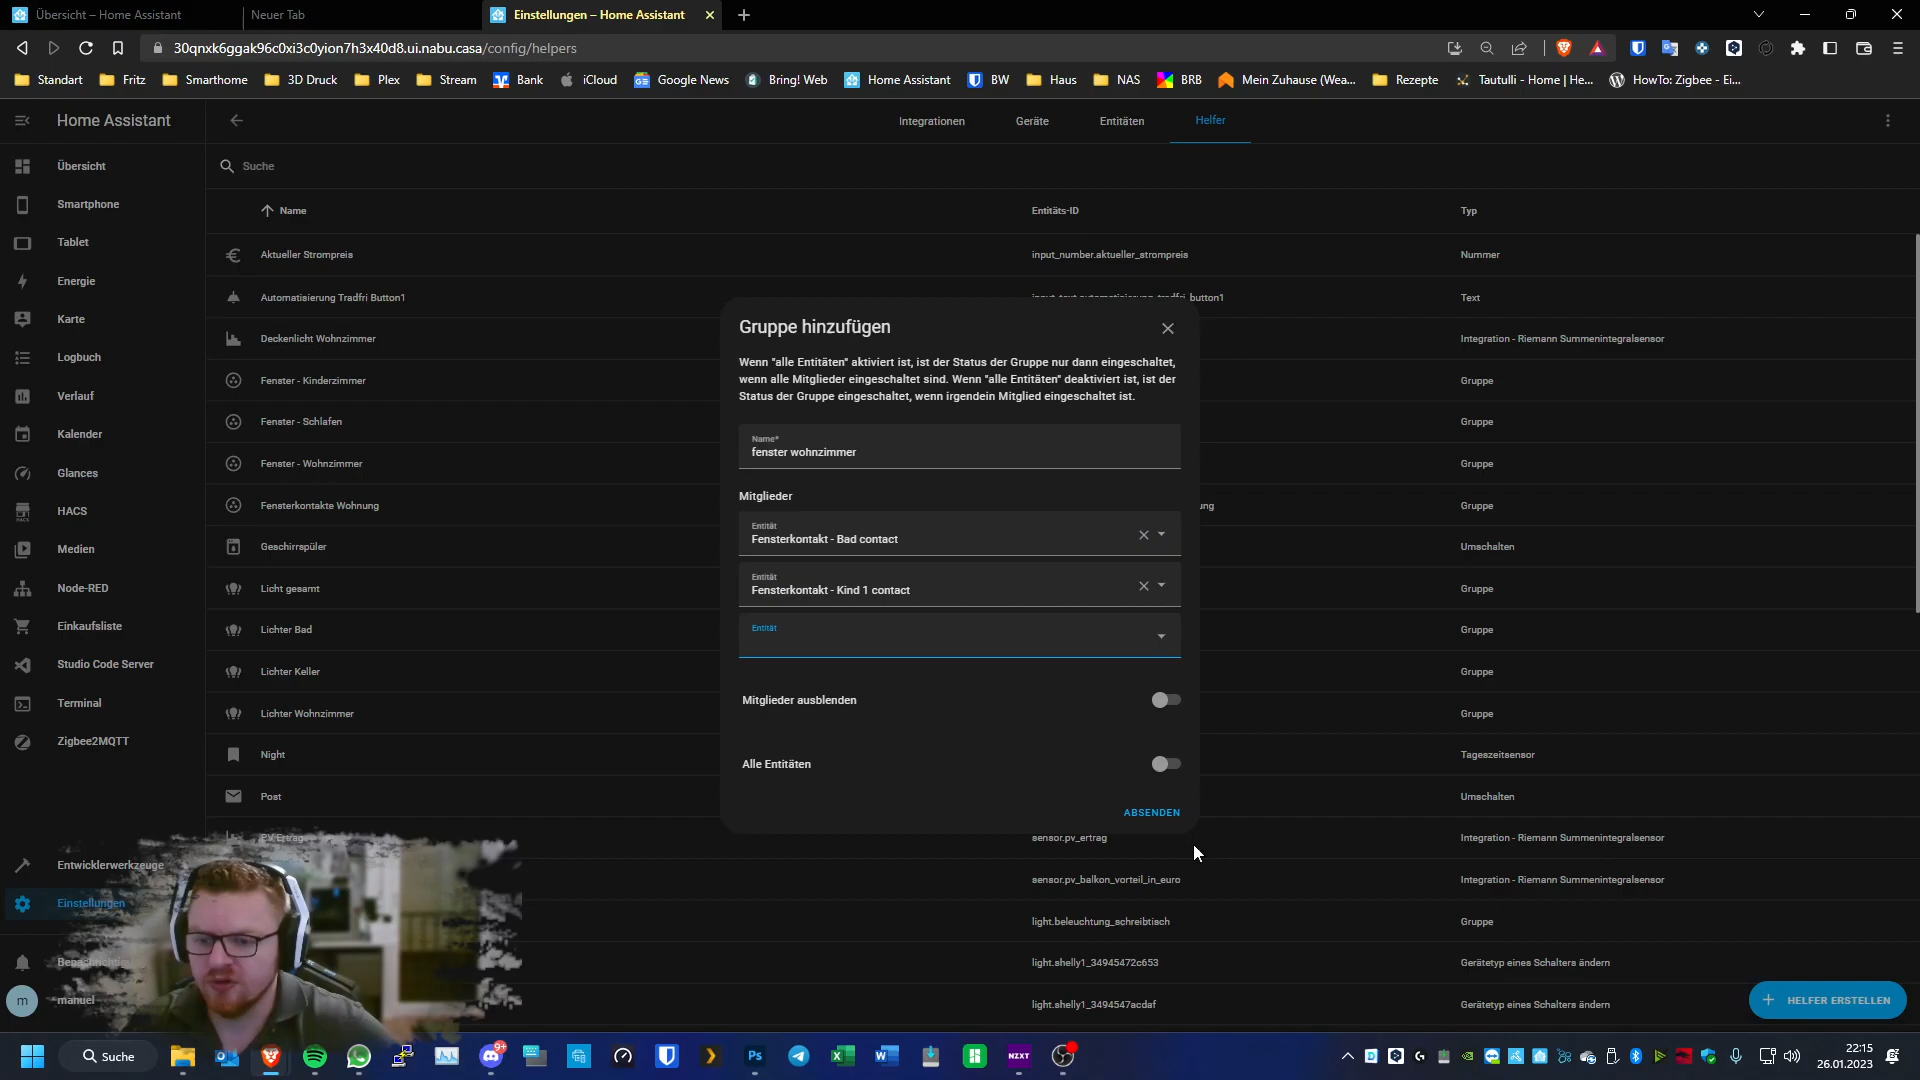 Übersicht – Home Assistant
Neuer Tab
Einstellungen – Home Assistant
30qnxk6ggak96c0xi3c0yion7h3x40d8.ui.nabu.casa/config/helpers
Standart
Fritz
Smarthome
3D Druck
Plex
Stream
Bank
iCloud
Google News
Bring! Web
Home Assistant
BW
Haus
NAS
BRB
Mein Zuhause (Wea...
Rezepte
Tautulli - Home | He...
HowTo: Zigbee - Ei...
Home Assistant
Integrationen
Geräte
Entitäten
Helfer
Übersicht
Smartphone
Tablet
Energie
Karte
Logbuch
Verlauf
Kalender
Glances
HACS
Medien
Node-RED
Einkaufsliste
Studio Code Server
Terminal
Zigbee2MQTT
Entwicklerwerkzeuge
Einstellungen
manuel
m
Suche
Name
Entitäts-ID
Typ
Aktueller Strompreis
input_number.aktueller_strompreis
Nummer
Automatisierung Tradfri Button1
input_text.automatisierung_tradfri_button1
Text
Deckenlicht Wohnzimmer
Integration - Riemann Summenintegralsensor
Fenster - Kinderzimmer
Gruppe
Fenster - Schlafen
Gruppe
Fenster - Wohnzimmer
Gruppe
Fensterkontakte Wohnung
ng
Gruppe
Geschirrspüler
Umschalten
Licht gesamt
Gruppe
Lichter Bad
Gruppe
Lichter Keller
Gruppe
Lichter Wohnzimmer
Gruppe
Night
Tageszeitsensor
Post
Umschalten
PV Ertrag
sensor.pv_ertrag
Integration - Riemann Summenintegralsensor
sensor.pv_balkon_vorteil_in_euro
Integration - Riemann Summenintegralsensor
light.beleuchtung_schreibtisch
Gruppe
light.shelly1_34945472c653
Gerätetyp eines Schalters ändern
light.shelly1_3494547acdaf
Gerätetyp eines Schalters ändern
Gruppe hinzufügen
Wenn "alle Entitäten" aktiviert ist, ist der Status der Gruppe nur dann eingeschaltet,
wenn alle Mitglieder eingeschaltet sind. Wenn "alle Entitäten" deaktiviert ist, ist der
Status der Gruppe eingeschaltet, wenn irgendein Mitglied eingeschaltet ist.
Name*
fenster wohnzimmer
Mitglieder
Entität
Fensterkontakt - Bad contact
Entität
Fensterkontakt - Kind 1 contact
Entität
Mitglieder ausblenden
Alle Entitäten
ABSENDEN
HELFER ERSTELLEN
Suche
9+
NZXT
22:15
26.01.2023